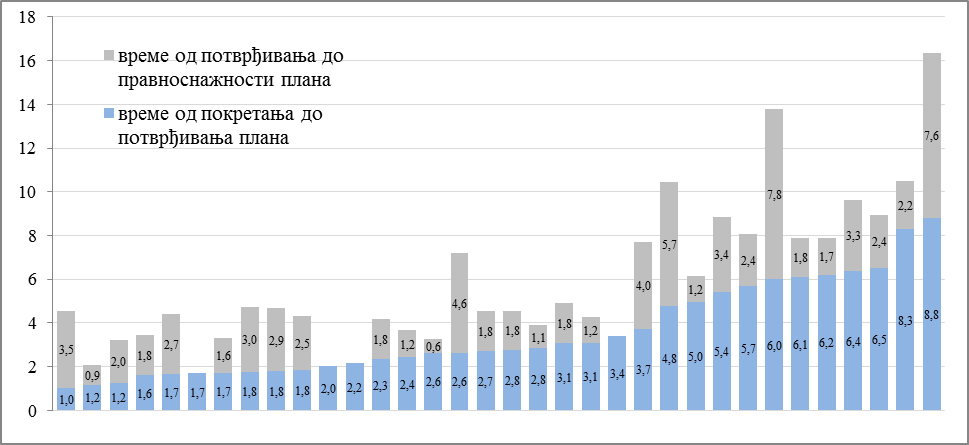 18
16
14
12
10
8
6
4
2
0
време од потврђивања до
правноснажности плана
време од покретања до
потврђивања плана
3,5 0,9 2,0 1,8 2,7 1,6 3,0 2,9 2,5 1,8 1,2 0,6 4,6 1,8 1,8 1,1 1,8 1,2 4,0 5,7 1,2 3,4 2,4 7,8 1,8 1,7 3,3 2,4 2,2 7,6
1,0 1,2 1,2 1,6 1,7 1,7 1,7 1,8 1,8 1,8 2,0 2,2 2,3 2,4 2,6 2,6 2,7 2,8 2,8 3,1 3,1 3,4 3,7 4,8 5,0 5,4 5,7 6,0 6,1 6,2 6,4 6,5 8,3 8,8